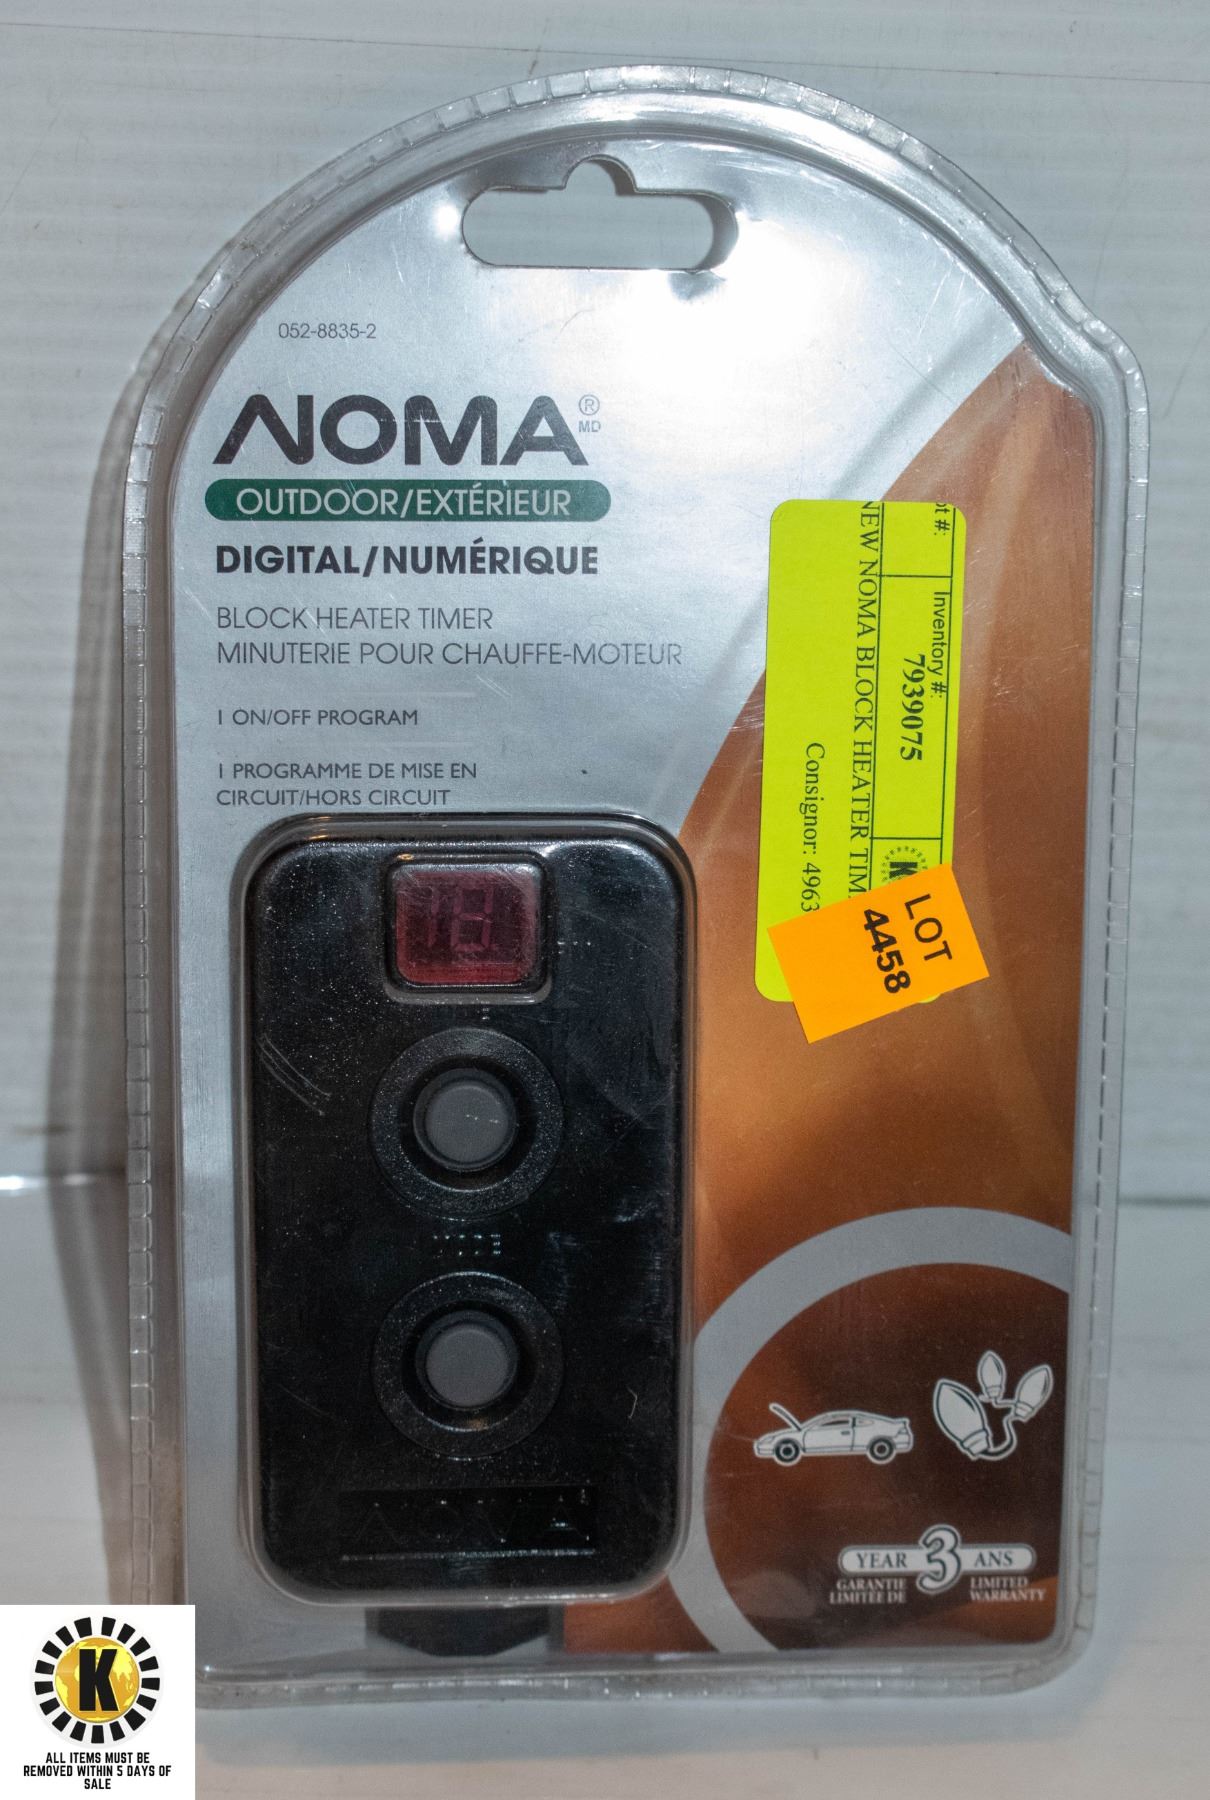 052-8835-2
NOMA ® MD
OUTDOOR/EXTÉRIEUR
DIGITAL/NUMÉRIQUE
BLOCK HEATER TIMER
MINUTERIE POUR CHAUFFE-MOTEUR
1 ON/OFF PROGRAM
1 PROGRAMME DE MISE EN
CIRCUIT/HORS CIRCUIT
ot #:
Inventory #:
7939075
NEW NOMA BLOCK HEATER TIM
Consignor: 4963
K
LOT
4458
MODE
NOMA
YEAR 3 ANS
GARANTIE LIMITED
LIMITÉE DE WARRANTY
K
ALL ITEMS MUST BE
REMOVED WITHIN 5 DAYS OF
SALE